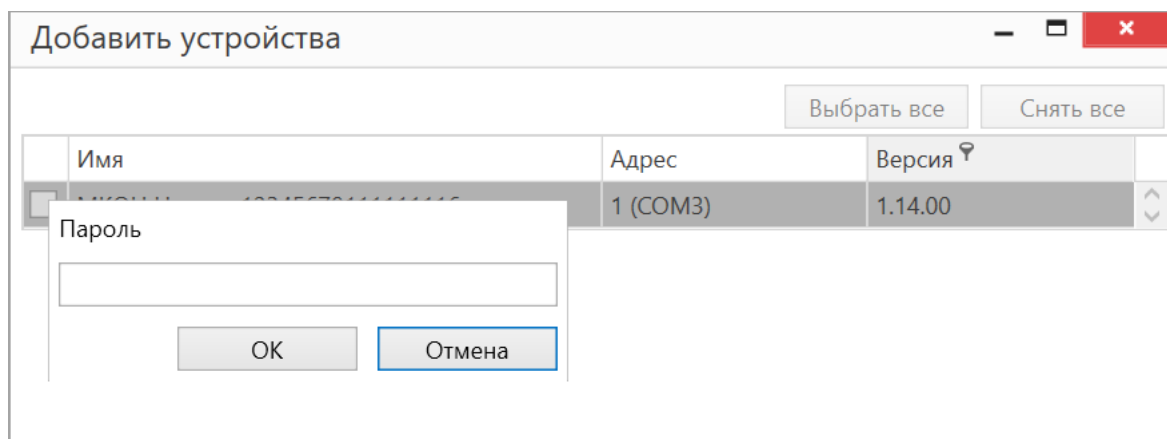 Добавить устройства
Выбрать все Снять все
Имя Адрес Версия
1 (COM3) 1.14.00
Пароль
OK Отмена